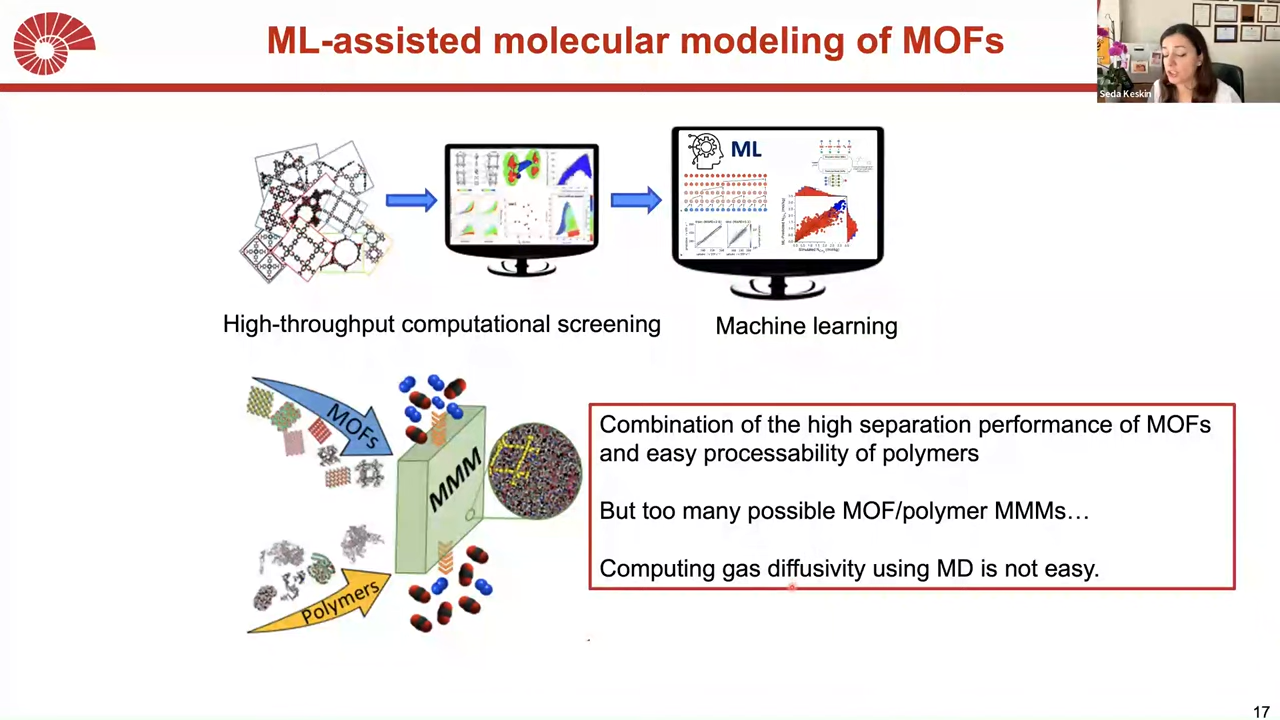 ML-assisted molecular modeling of MOFs
Seda Keskin
ML
High-throughput computational screening
Machine learning
MOFs
MMM
Polymers
Combination of the high separation performance of MOFs
and easy processability of polymers
But too many possible MOF/polymer MMMs…
Computing gas diffusivity using MD is not easy.
17